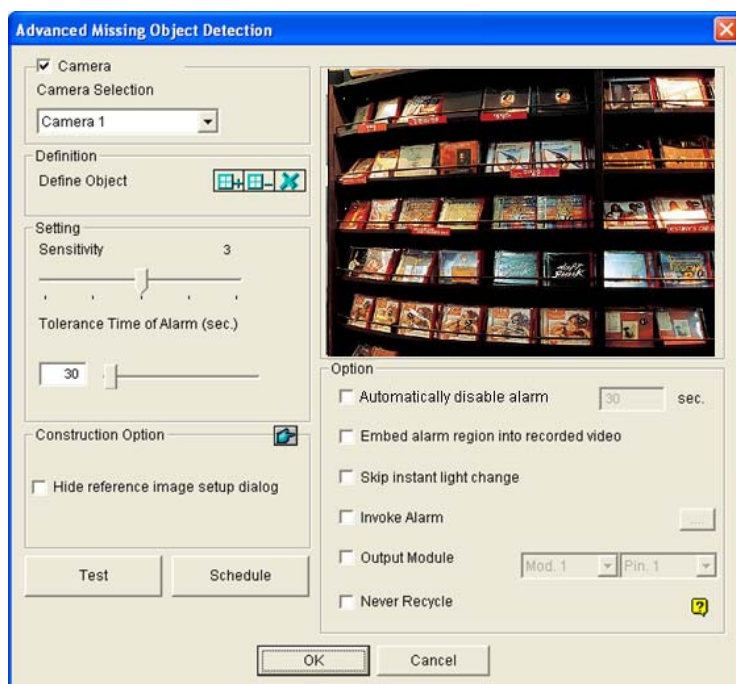 Advanced Missing Object Detection
Camera
Camera Selection
Camera 1
Definition
Define Object
Setting
Sensitivity 3
Tolerance Time of Alarm (sec.)
30
Construction Option
Hide reference image setup dialog
Test Schedule
daft punk
Option
Automatically disable alarm 30 sec.
Embed alarm region into recorded video
Skip instant light change
Invoke Alarm ....
Output Module Mod. 1 Pin. 1
Never Recycle ?
OK Cancel